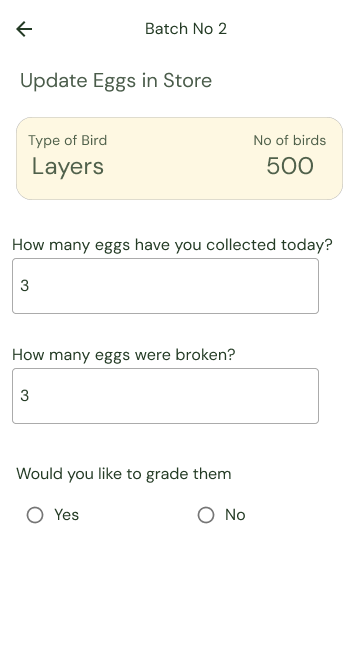 Batch No 2
Update Eggs in Store
Type of Bird No of birds
Layers 500
How many eggs have you collected today?
3
How many eggs were broken?
3
Would you like to grade them
Yes No